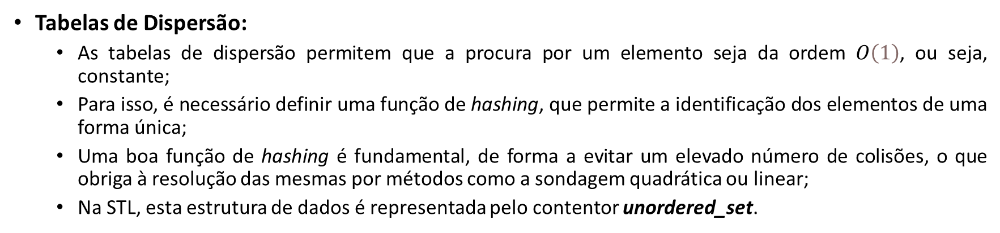 • Tabelas de Dispersão:
• As tabelas de dispersão permitem que a procura por um elemento seja da ordem O(1), ou seja,
constante;
• Para isso, é necessário definir uma função de hashing, que permite a identificação dos elementos de uma
forma única;
• Uma boa função de hashing é fundamental, de forma a evitar um elevado número de colisões, o que
obriga à resolução das mesmas por métodos como a sondagem quadrática ou linear;
• Na STL, esta estrutura de dados é representada pelo contentor unordered_set.